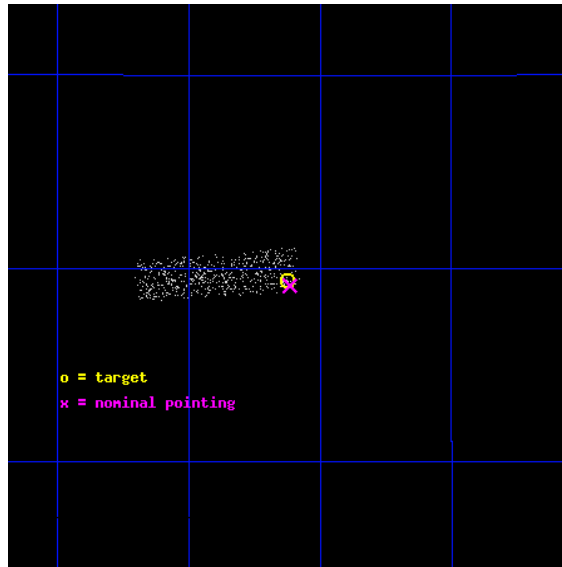 o = target
x = nominal pointing